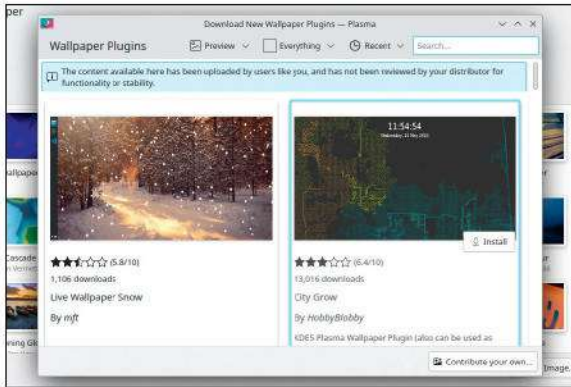 per
Download New Wallpaper Plugins — Plasma
Wallpaper Plugins
Preview
Everything
Recent
Search...
The content available here has been uploaded by users like you, and has not been reviewed by your distributor for
functionality or stability.
11:54:54
(5.8/10)
1,106 downloads
Live Wallpaper Snow
By mft
Install
(6.4/10)
13,016 downloads
City Grow
By HobbyBlobby
KDE5 Plasma Wallpaper Plugin (also can be used as
Contribute your own...
Image.